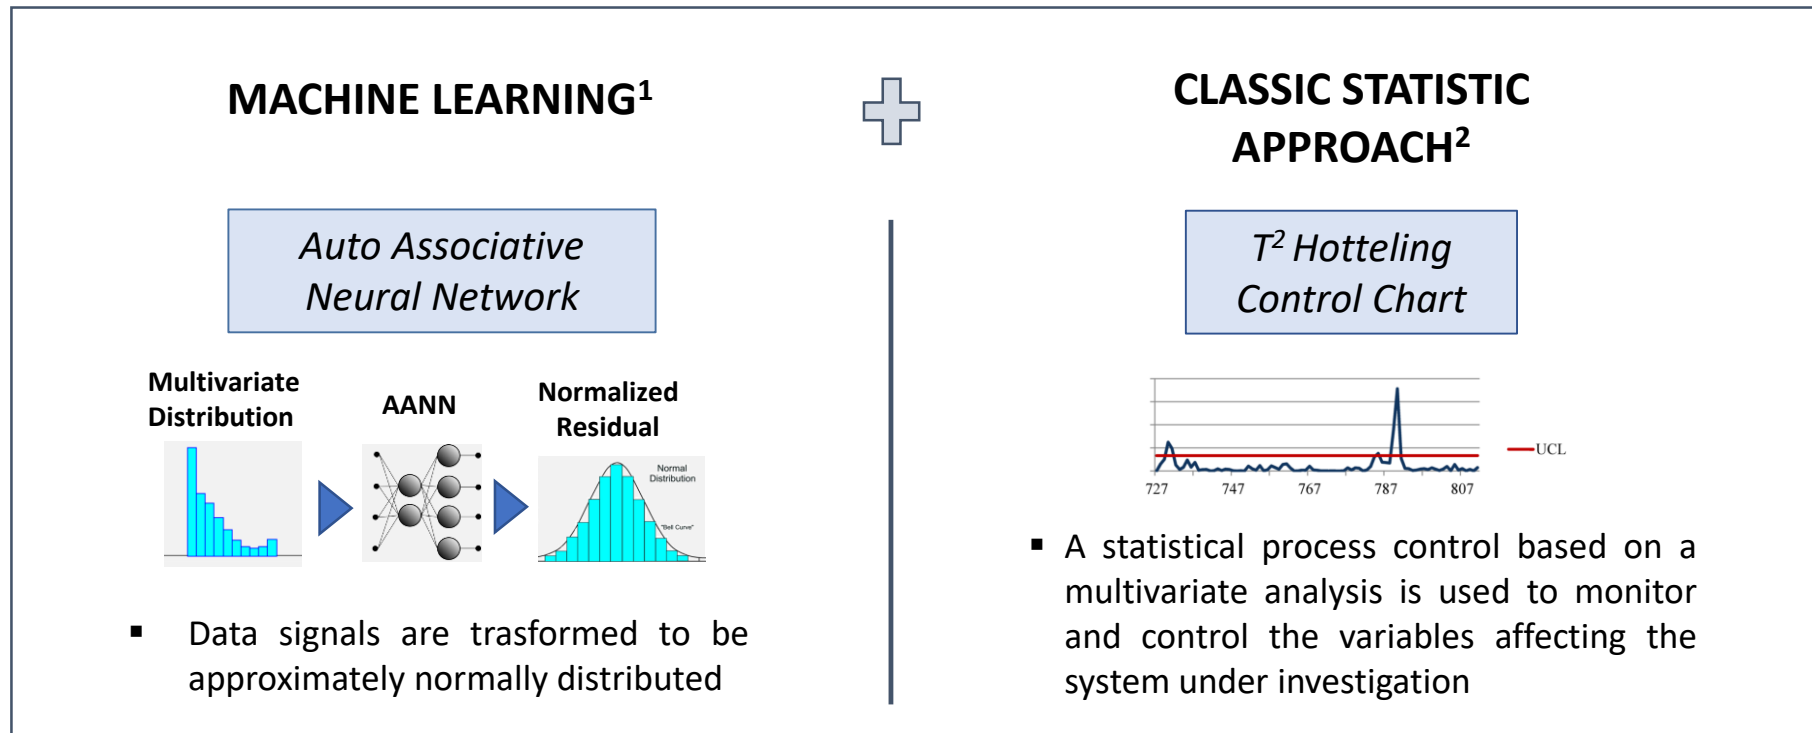 MACHINE LEARNING¹
CLASSIC STATISTIC
APPROACH²
Auto Associative
Neural Network
Multivariate
Distribution
AANN
Normalized
Residual
Normal
Distribution
"Bell Curve"
▪ Data signals are trasformed to be
approximately normally distributed
T² Hotteling
Control Chart
UCL
727 747 767 787 807
▪ A statistical process control based on a
multivariate analysis is used to monitor
and control the variables affecting the
system under investigation